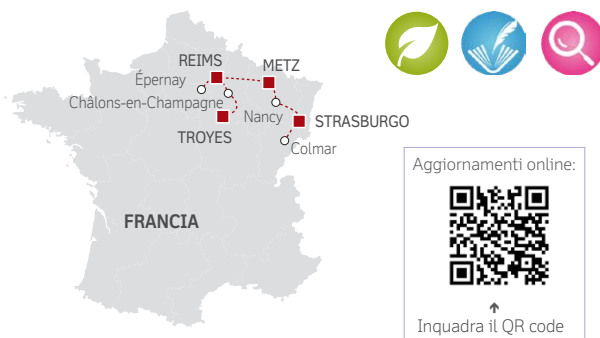 REIMS
METZ
Épernay
Châlons-en-Champagne
Nancy
STRASBURGO
TROYES
Colmar
FRANCIA
Aggiornamenti online:
Inquadra il QR code